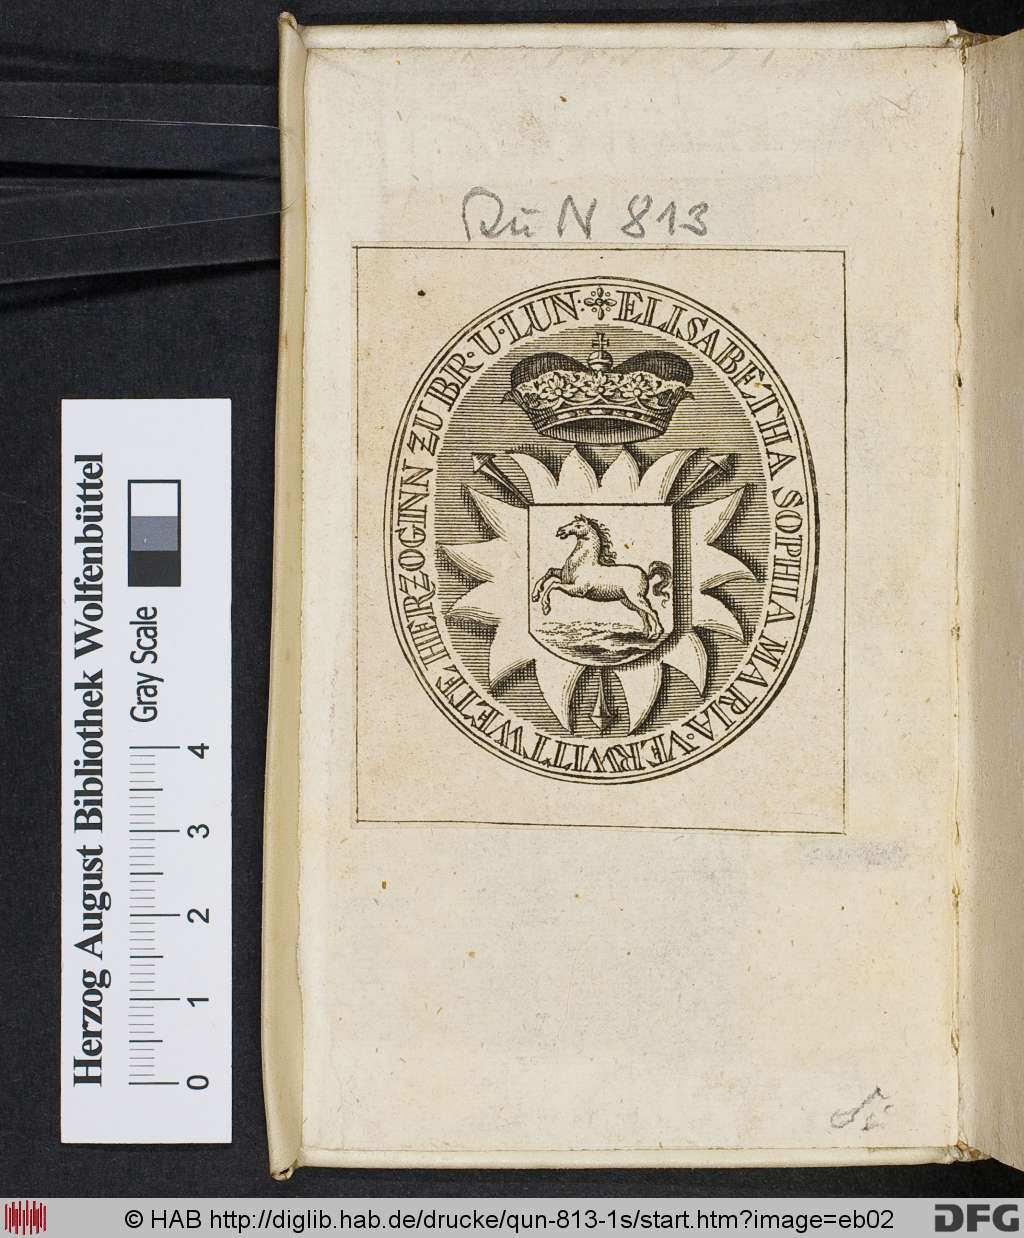 Qu N 813
ELISABETHA SOPHIA MARIA · VERWITTWETE HERZOGINN ZU BR · U · LUN ·
Herzog August Bibliothek Wolfenbüttel
Gray Scale
0 1 2 3 4
© HAB http://diglib.hab.de/drucke/qun-813-1s/start.htm?image=eb02
DFG